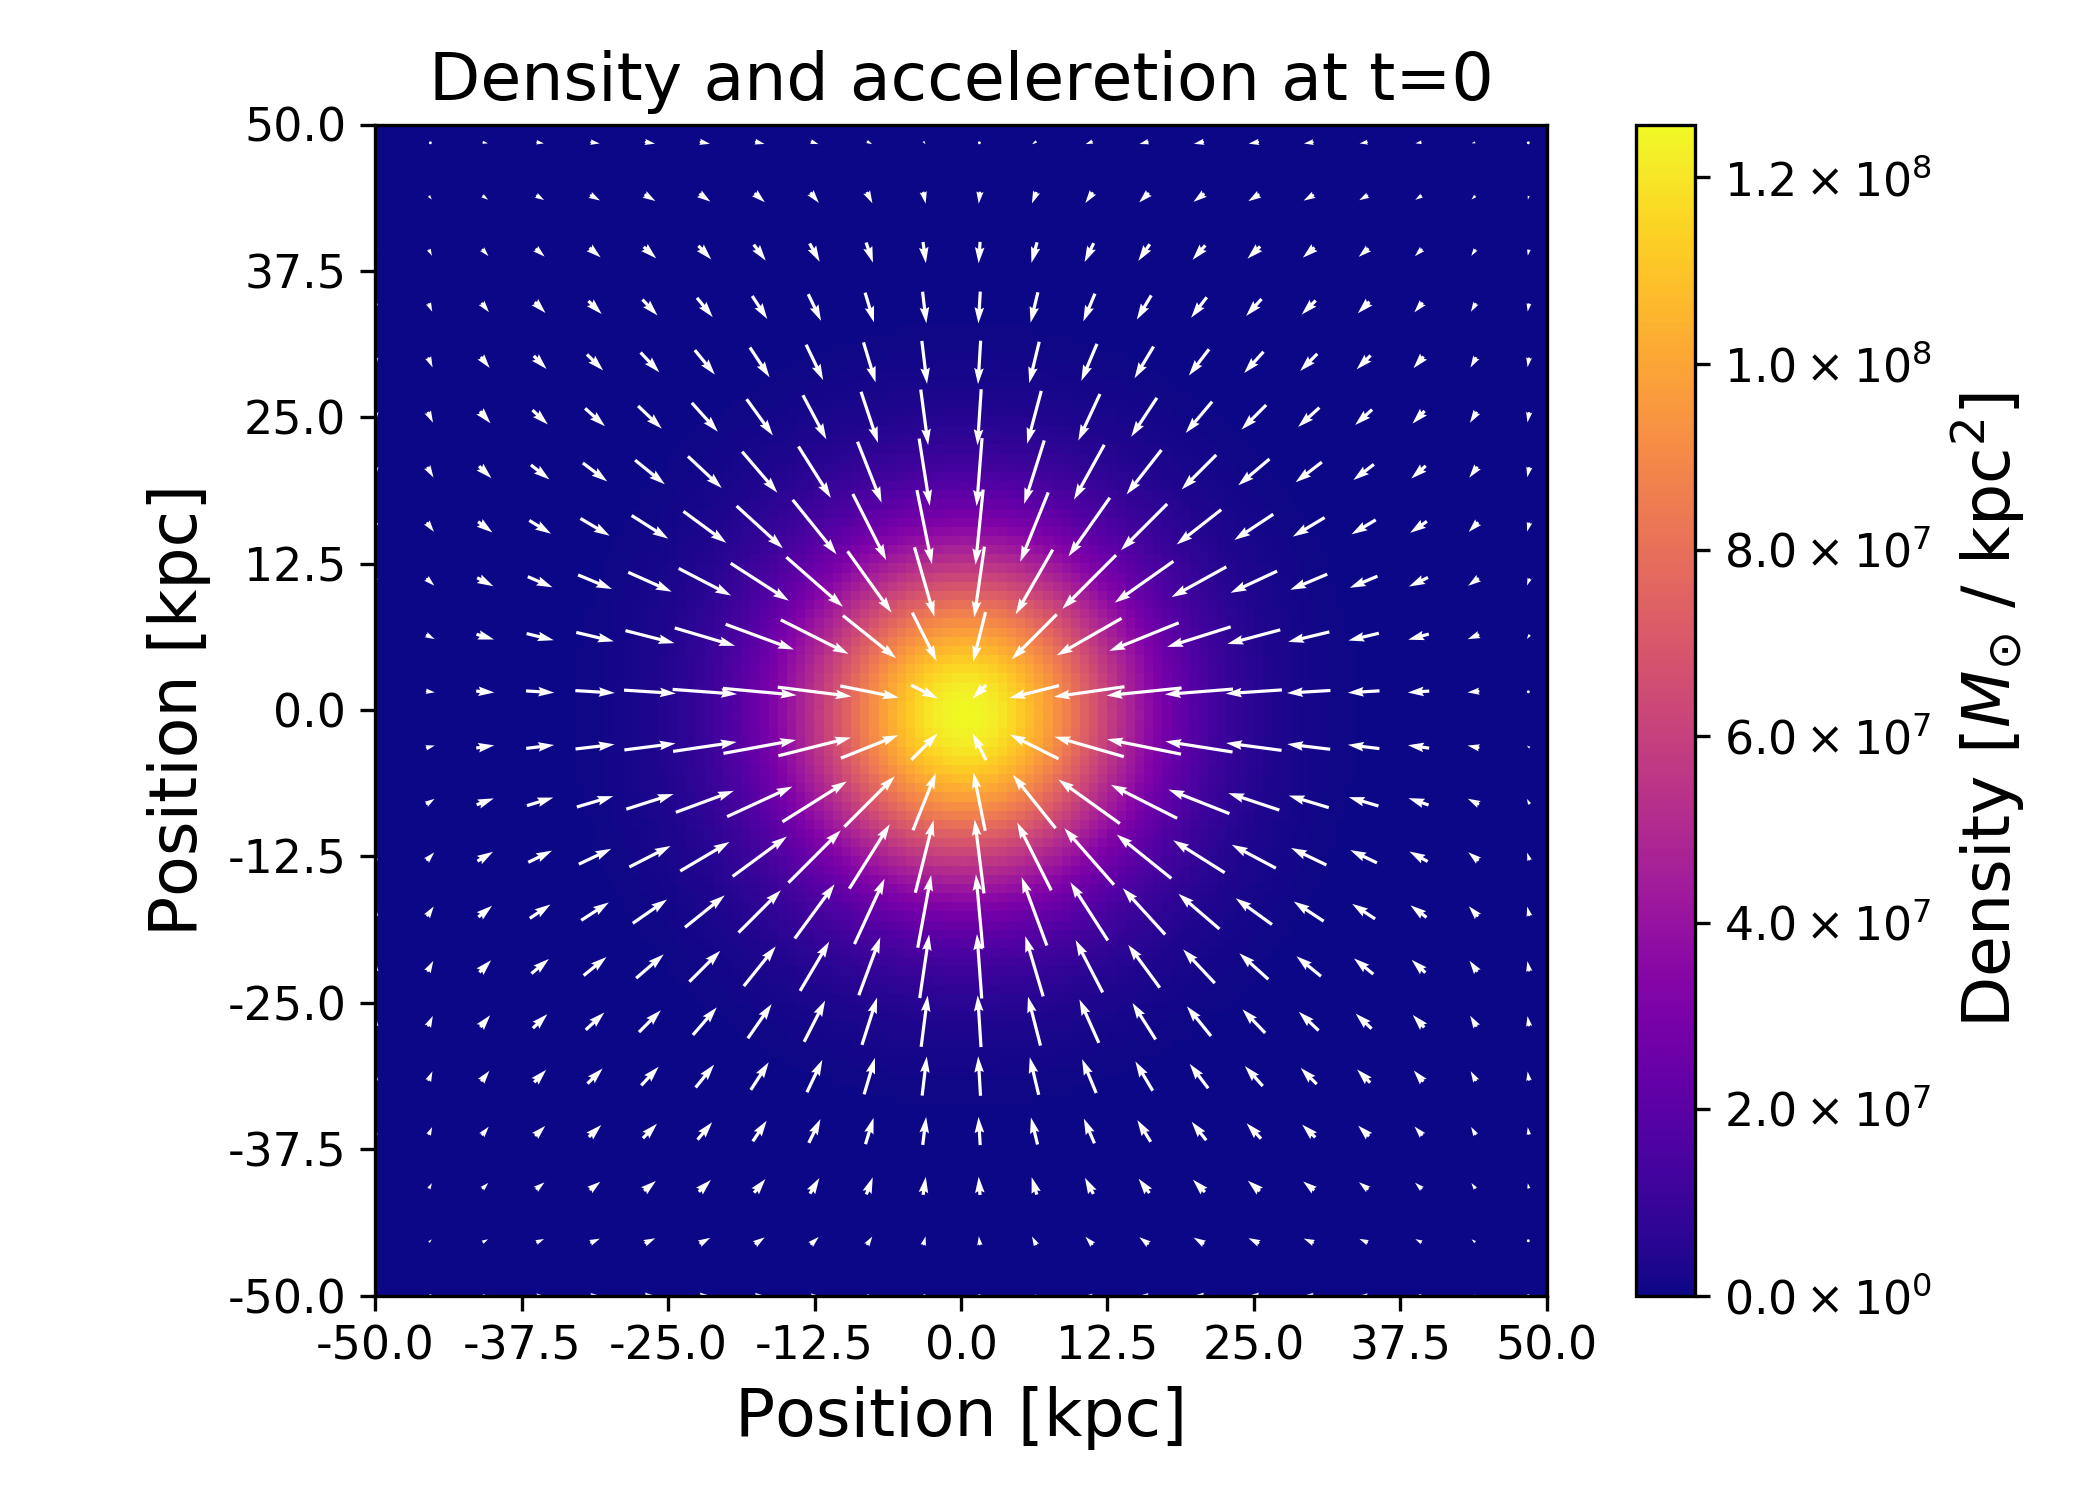 Density and acceleretion at t=0
50.0
37.5
25.0
12.5
0.0
-12.5
-25.0
-37.5
-50.0
Position [kpc]
-50.0 -37.5 -25.0 -12.5 0.0 12.5 25.0 37.5 50.0
Position [kpc]
1.2 × 10⁸
1.0 × 10⁸
8.0 × 10⁷
6.0 × 10⁷
4.0 × 10⁷
2.0 × 10⁷
0.0 × 10⁰
Density [M☉ / kpc²]